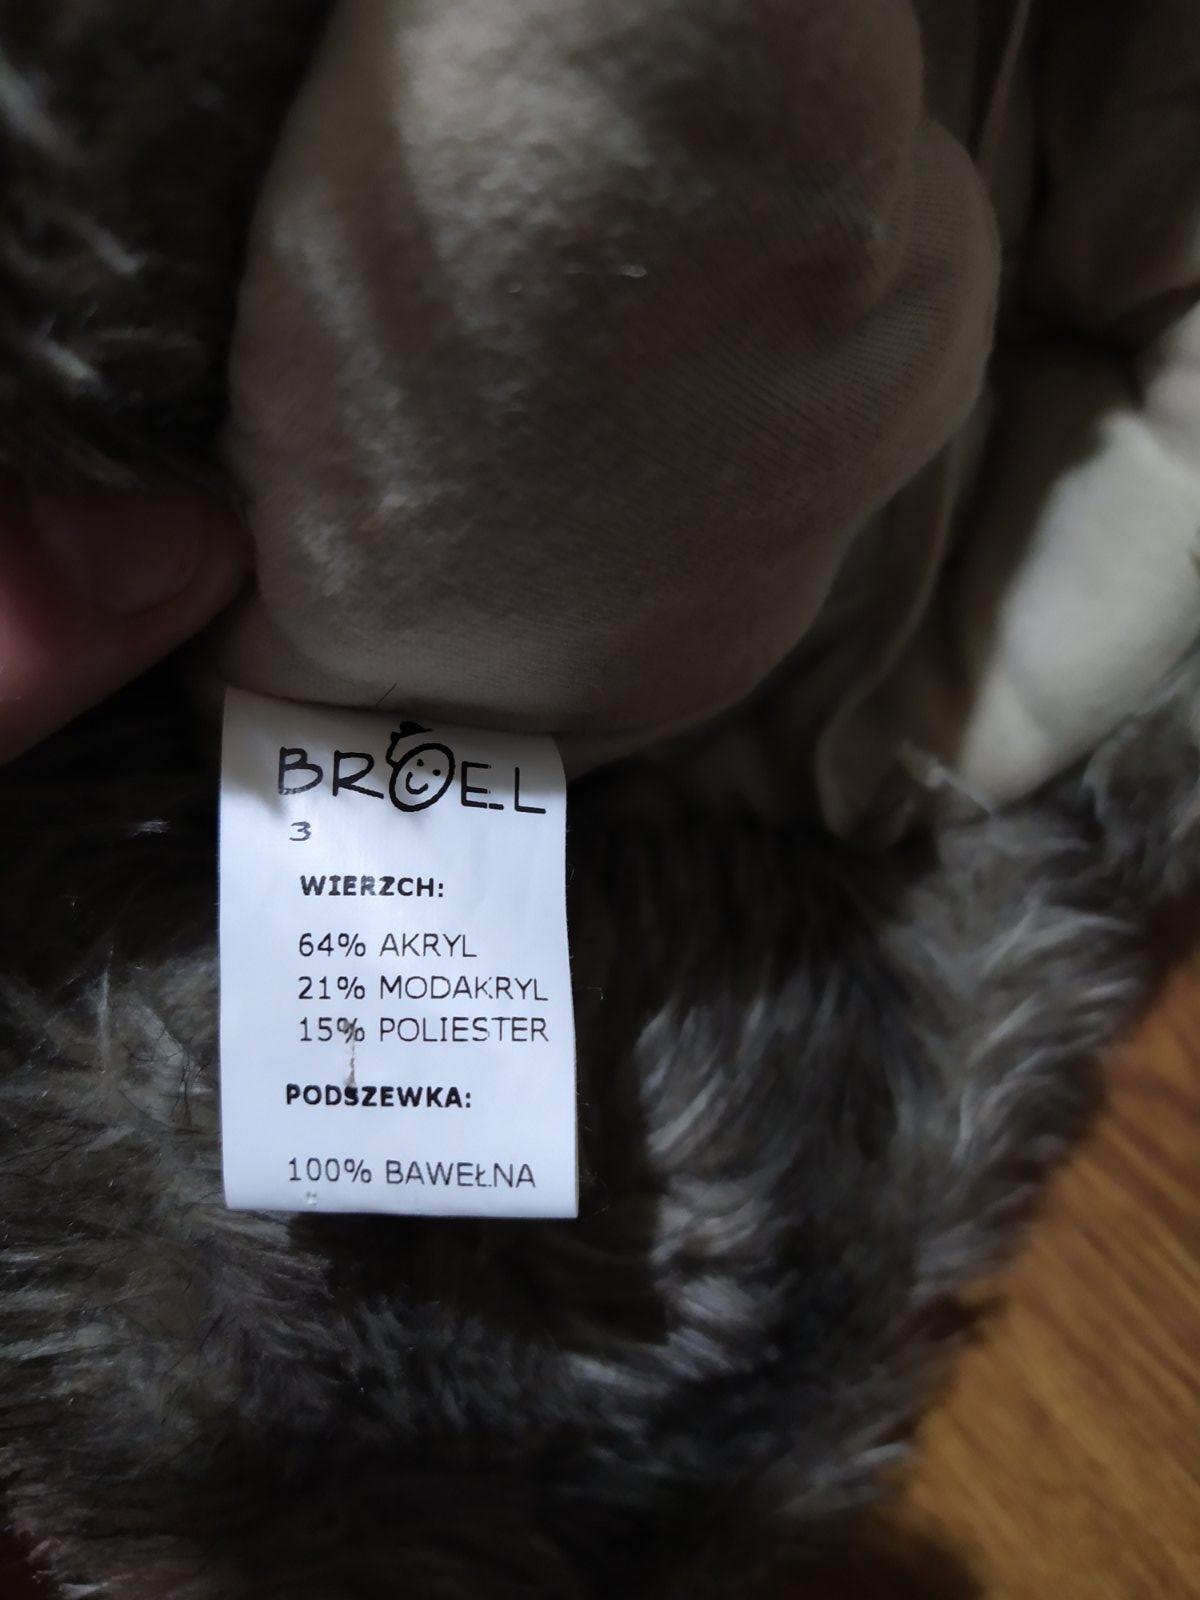 BROEL
3
WIERZCH:
64% AKRYL
21% MODAKRYL
15% POLIESTER
PODSZEWKA:
100% BAWEŁNA